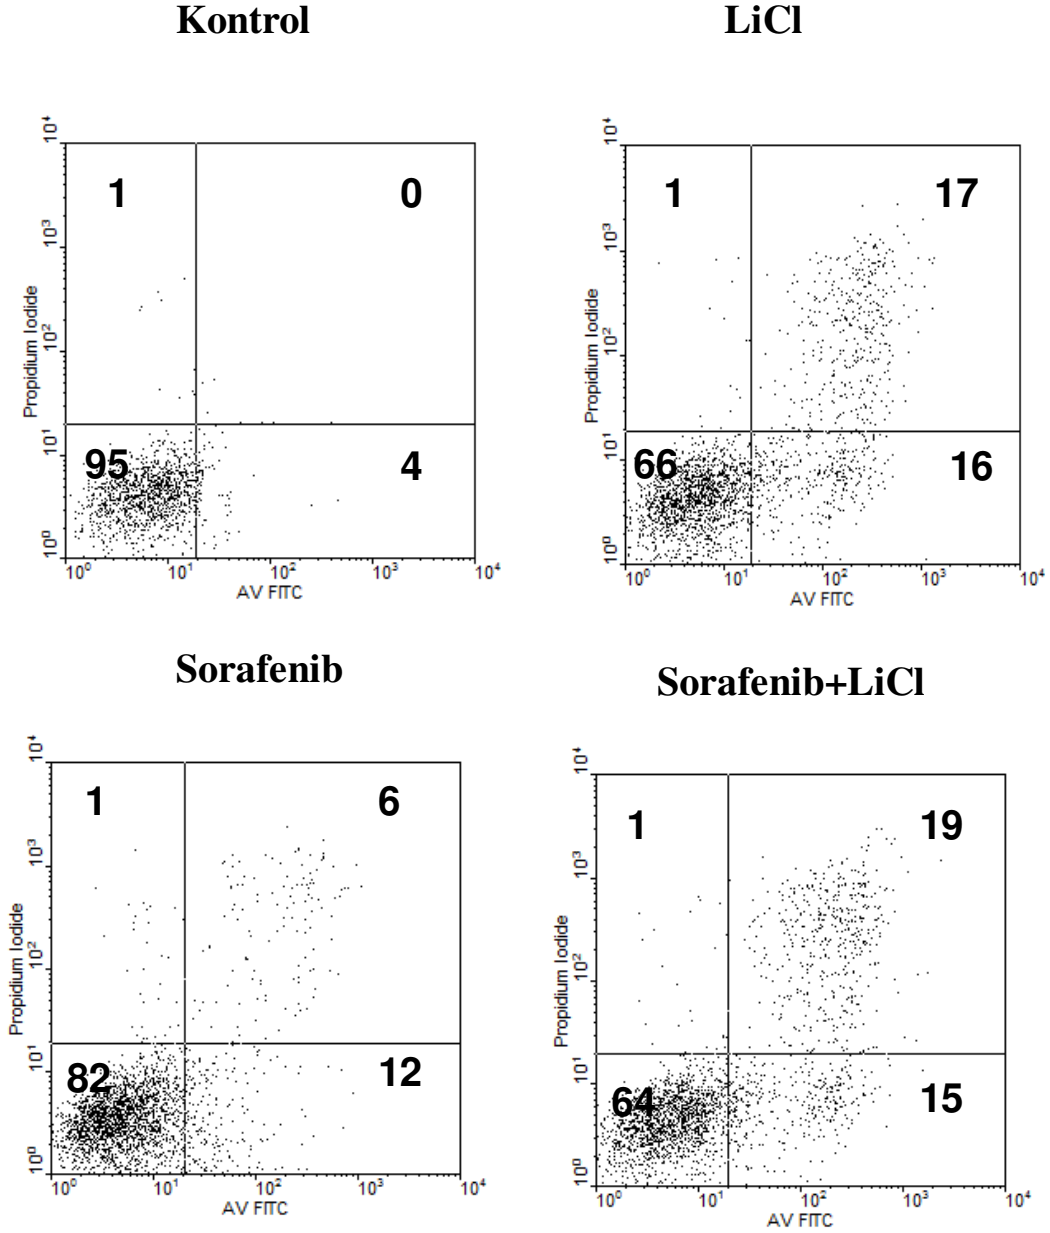 Kontrol
LiCl
10⁴
10³
10²
10¹
10⁰
Propidium Iodide
1
0
95
4
10⁰ 10¹ 10² 10³ 10⁴
AV FITC
10⁴
10³
10²
10¹
10⁰
Propidium Iodide
1
17
66
16
10⁰ 10¹ 10² 10³ 10⁴
AV FITC
Sorafenib
Sorafenib+LiCl
10⁴
10³
10²
10¹
10⁰
Propidium Iodide
1
6
82
12
10⁰ 10¹ 10² 10³ 10⁴
AV FITC
10⁴
10³
10²
10¹
10⁰
Propidium Iodide
1
19
64
15
10⁰ 10¹ 10² 10³ 10⁴
AV FITC